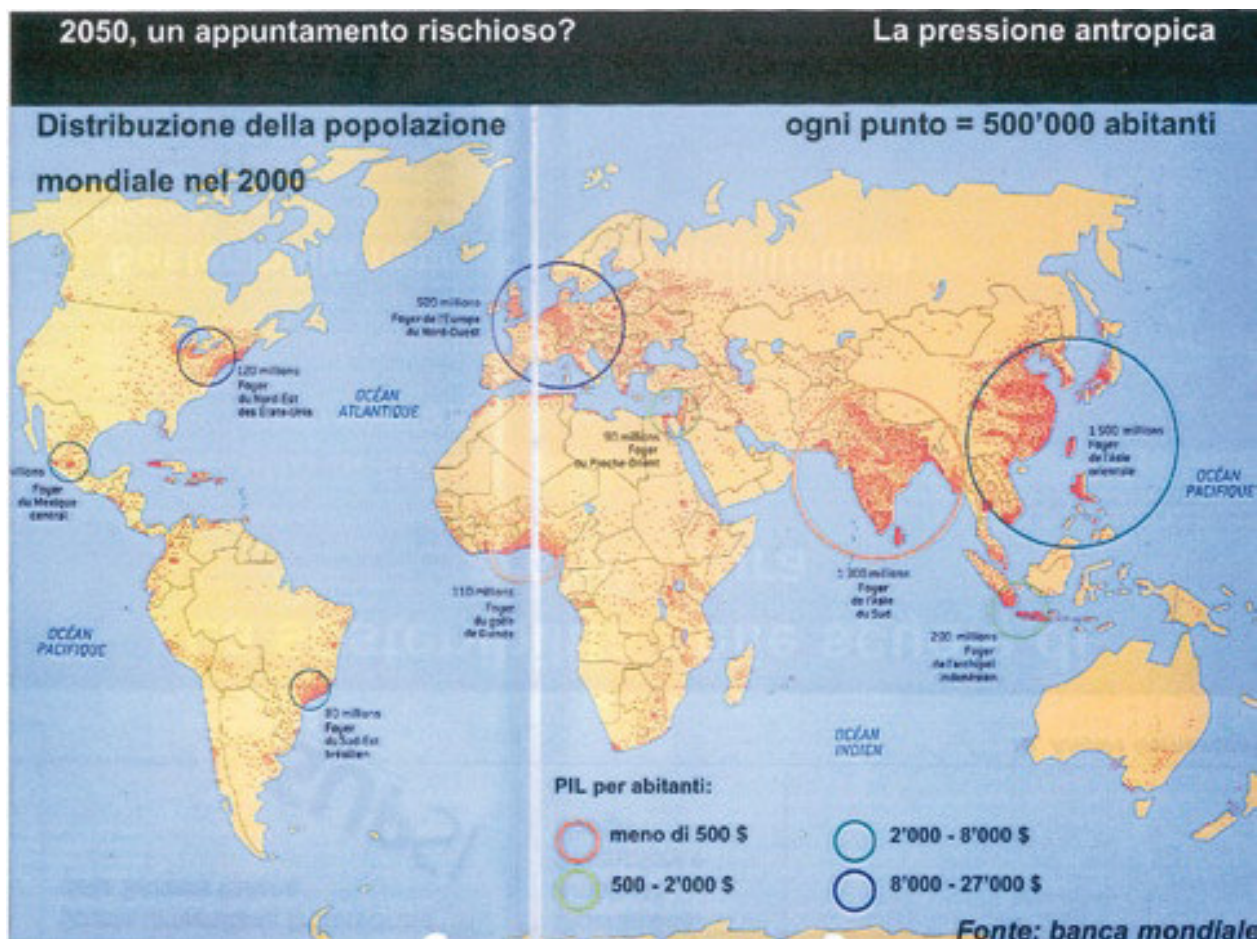 2050, un appuntamento rischioso?
La pressione antropica
Distribuzione della popolazione
mondiale nel 2000
ogni punto = 500'000 abitanti
500 millions
Foyer de l'Europe
du Nord-Ouest
120 millions
Foyer
du Nord-Est
des États-Unis
OCÉAN
ATLANTIQUE
90 millions
Foyer
du Proche-Orient
1 500 millions
Foyer
de l'Asie
orientale
OCÉAN
PACIFIQUE
Foyer
du Mexique
central
110 millions
Foyer
du golfe
de Guinée
1 300 millions
Foyer
de l'Asie
du Sud
200 millions
Foyer
de l'archipel
indonésien
OCÉAN
PACIFIQUE
80 millions
Foyer
du Sud-Est
brésilien
OCÉAN
INDIEN
PIL per abitanti:
meno di 500 $
2'000 - 8'000 $
500 - 2'000 $
8'000 - 27'000 $
Fonte: banca mondiale